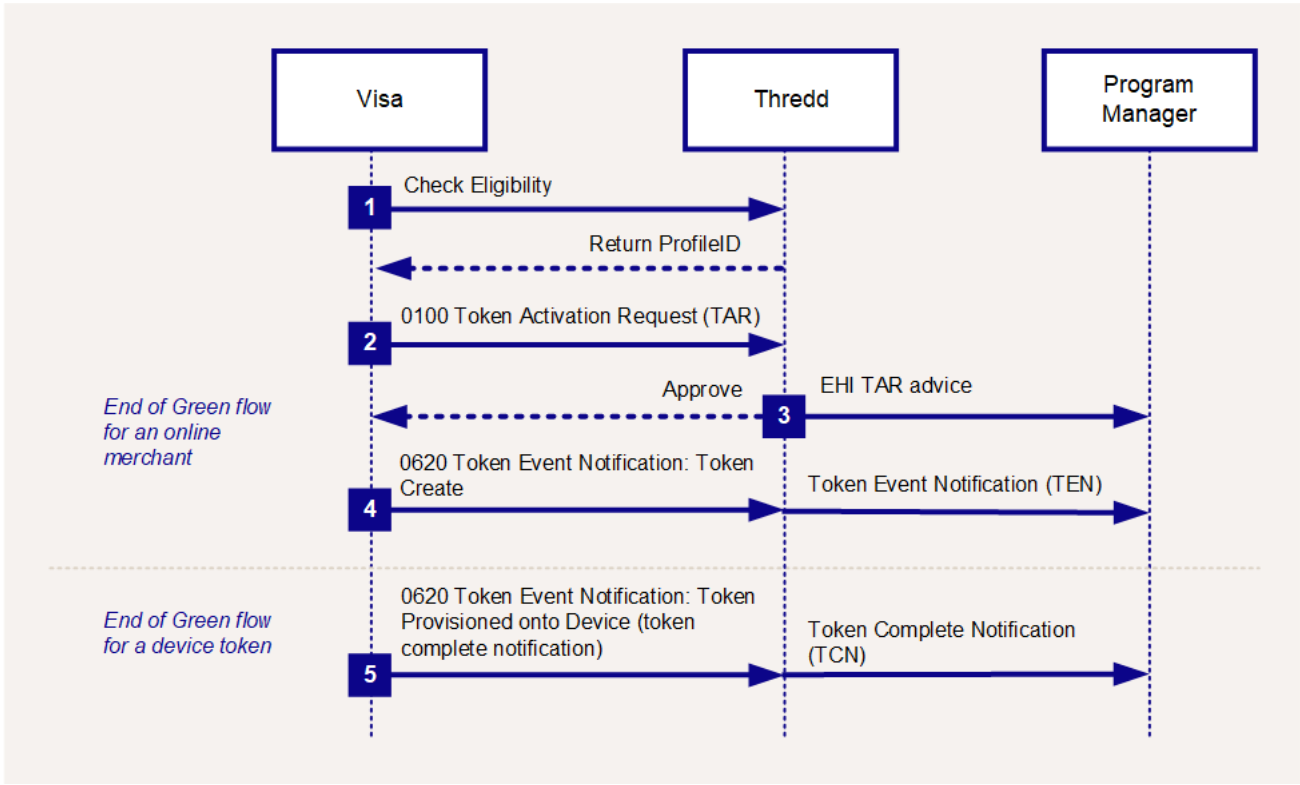 Visa
Thredd
Program
Manager
Check Eligibility
1
Return ProfileID
0100 Token Activation Request (TAR)
2
Approve
EHI TAR advice
3
End of Green flow
for an online
merchant
0620 Token Event Notification: Token
Create
Token Event Notification (TEN)
4
End of Green flow
for a device token
0620 Token Event Notification: Token
Provisioned onto Device (token
complete notification)
Token Complete Notification
(TCN)
5